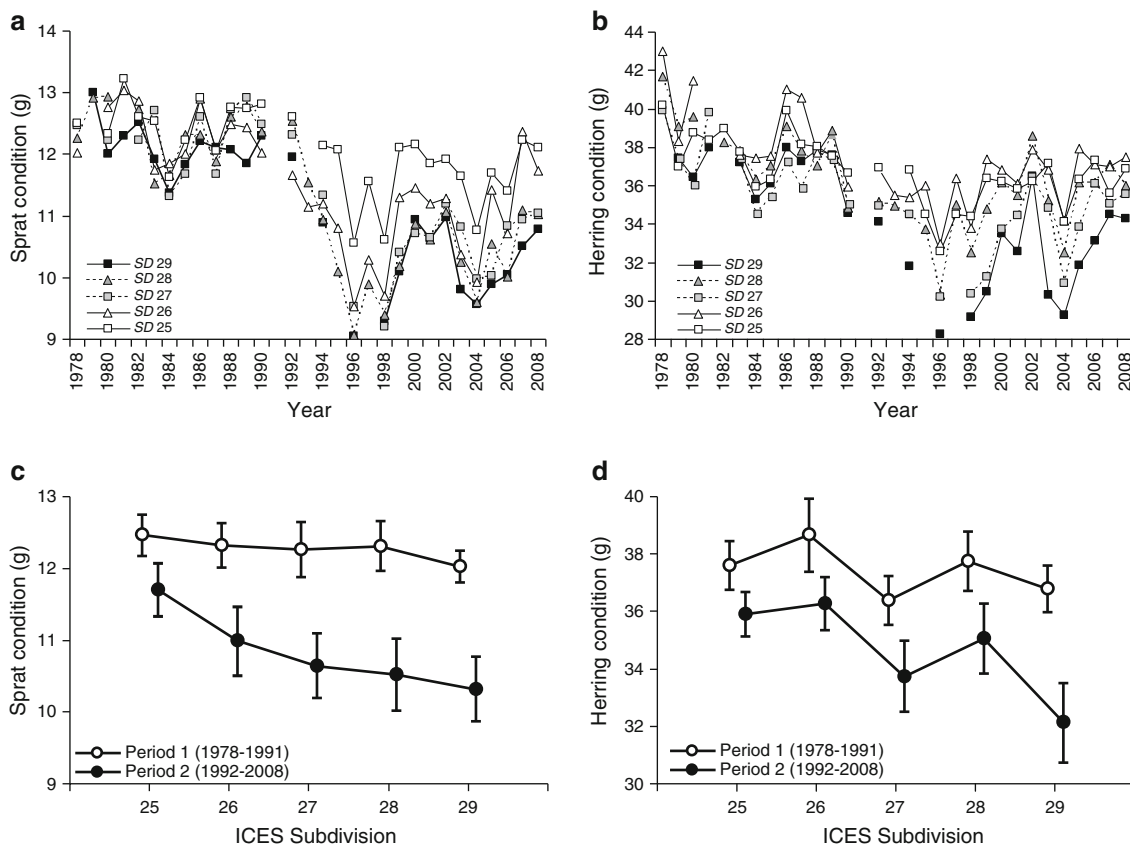 a
Sprat condition (g)
14
13
12
11
10
9
SD 29
SD 28
SD 27
SD 26
SD 25
1978
1980
1982
1984
1986
1988
1990
1992
1994
1996
1998
2000
2002
2004
2006
2008
Year
b
Herring condition (g)
44
42
40
38
36
34
32
30
28
SD 29
SD 28
SD 27
SD 26
SD 25
1978
1980
1982
1984
1986
1988
1990
1992
1994
1996
1998
2000
2002
2004
2006
2008
Year
c
Sprat condition (g)
13
12
11
10
9
Period 1 (1978-1991)
Period 2 (1992-2008)
25 26 27 28 29
ICES Subdivision
d
Herring condition (g)
40
38
36
34
32
30
Period 1 (1978-1991)
Period 2 (1992-2008)
25 26 27 28 29
ICES Subdivision